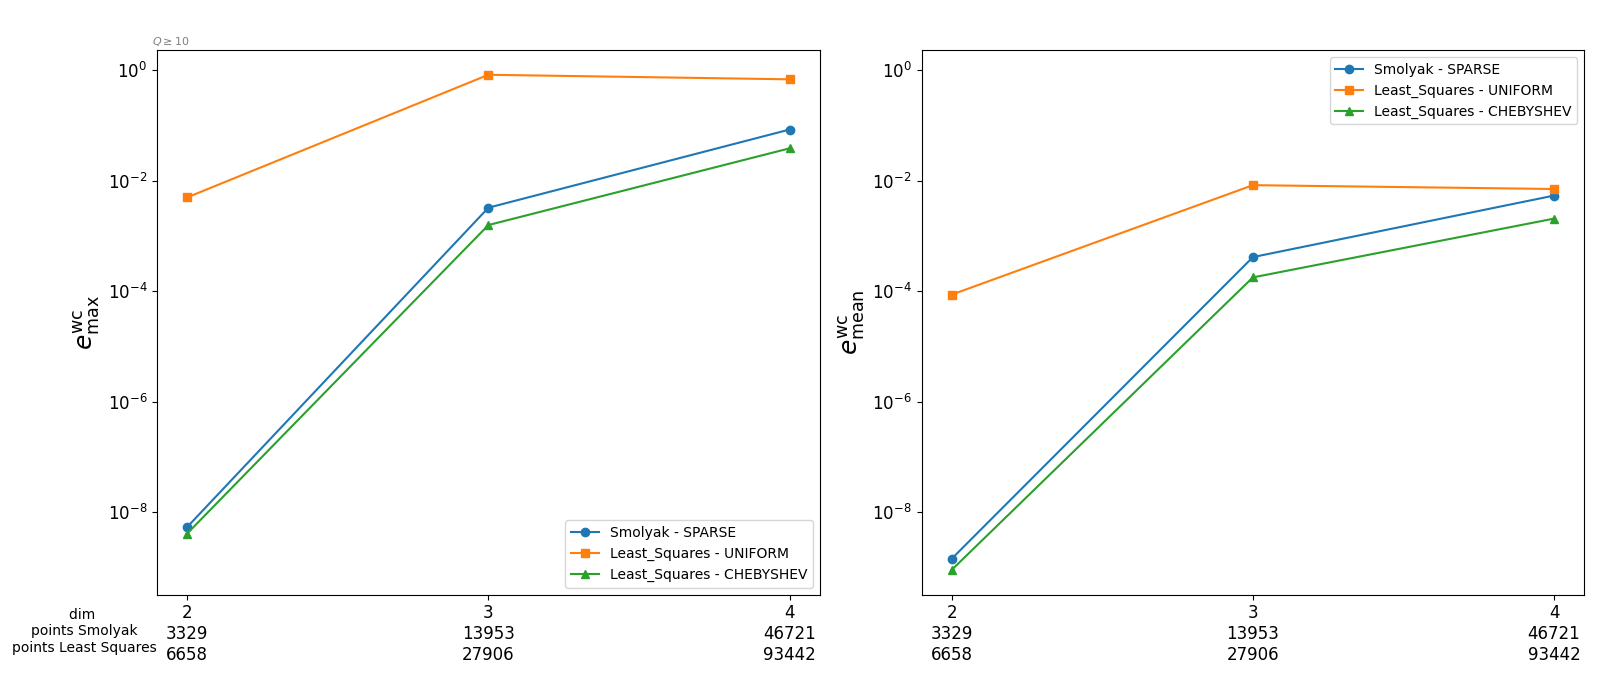 Q ≥ 10
10^0
10^-2
10^-4
10^-6
10^-8
e^wc_max
Smolyak - SPARSE
Least_Squares - UNIFORM
Least_Squares - CHEBYSHEV
dim
points Smolyak
points Least Squares
2 3 4
3329 13953 46721
6658 27906 93442
10^0
10^-2
10^-4
10^-6
10^-8
e^wc_mean
Smolyak - SPARSE
Least_Squares - UNIFORM
Least_Squares - CHEBYSHEV
2 3 4
3329 13953 46721
6658 27906 93442